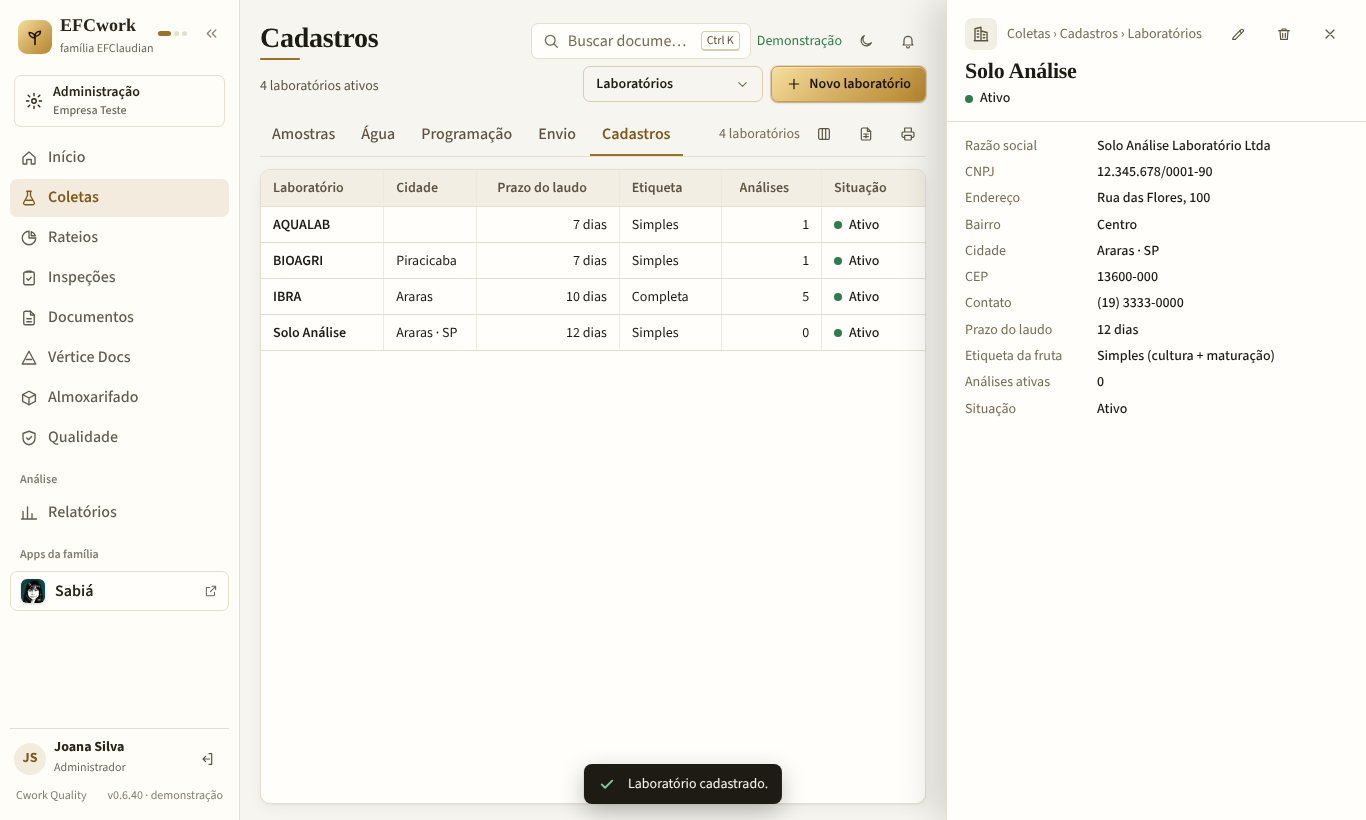 EFCwork
família EFClaudian
Administração
Empresa Teste
Início
Coletas
Rateios
Inspeções
Documentos
Vértice Docs
Almoxarifado
Qualidade
Análise
Relatórios
Apps da família
Sabiá
JS
Joana Silva
Administrador
Cwork Quality v0.6.40 · demonstração
Cadastros
Buscar docume… Ctrl K
Demonstração
4 laboratórios ativos
Laboratórios
Novo laboratório
Amostras Água Programação Envio Cadastros
4 laboratórios
Laboratório Cidade Prazo do laudo Etiqueta Análises Situação
AQUALAB 7 dias Simples 1 Ativo
BIOAGRI Piracicaba 7 dias Simples 1 Ativo
IBRA Araras 10 dias Completa 5 Ativo
Solo Análise Araras · SP 12 dias Simples 0 Ativo
Laboratório cadastrado.
Coletas › Cadastros › Laboratórios
Solo Análise
Ativo
Razão social Solo Análise Laboratório Ltda
CNPJ 12.345.678/0001-90
Endereço Rua das Flores, 100
Bairro Centro
Cidade Araras · SP
CEP 13600-000
Contato (19) 3333-0000
Prazo do laudo 12 dias
Etiqueta da fruta Simples (cultura + maturação)
Análises ativas 0
Situação Ativo